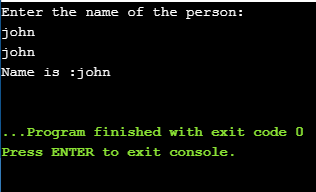 Enter the name of the person:
john
john
Name is :john
...Program finished with exit code 0
Press ENTER to exit console.